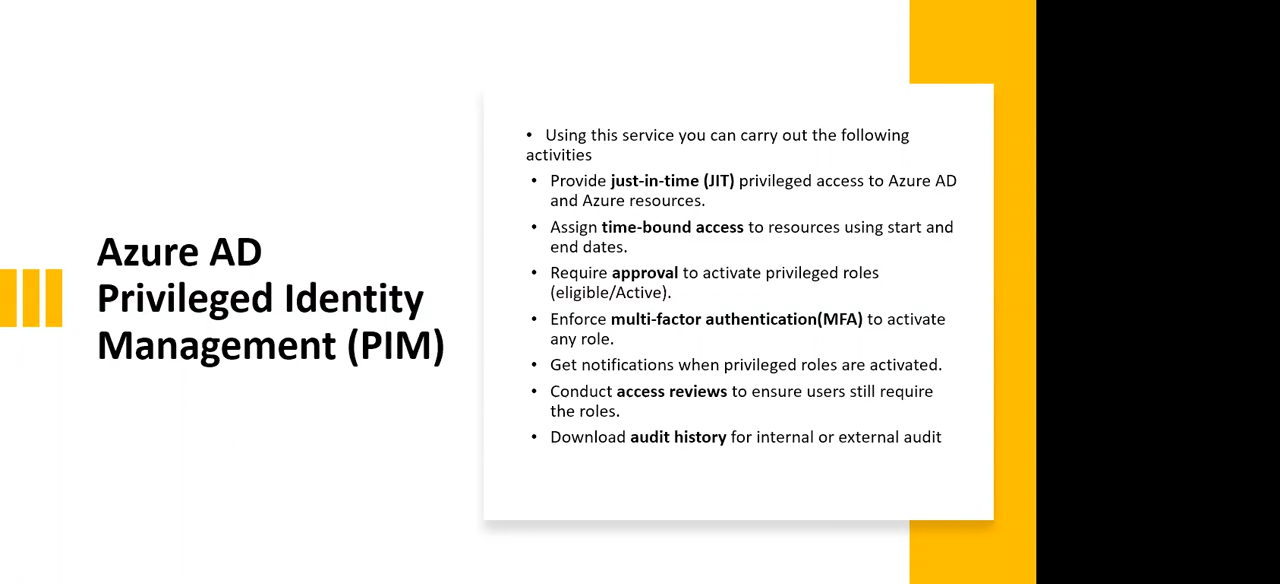 Azure AD
Privileged Identity
Management (PIM)
• Using this service you can carry out the following
activities
• Provide just-in-time (JIT) privileged access to Azure AD
and Azure resources.
• Assign time-bound access to resources using start and
end dates.
• Require approval to activate privileged roles
(eligible/Active).
• Enforce multi-factor authentication(MFA) to activate
any role.
• Get notifications when privileged roles are activated.
• Conduct access reviews to ensure users still require
the roles.
• Download audit history for internal or external audit